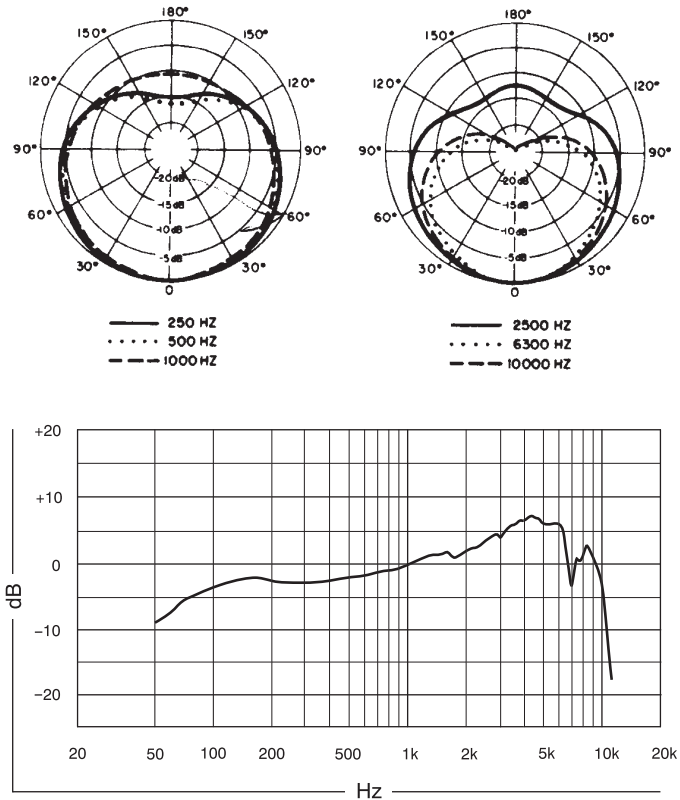 180° 180°
150° 150° 150° 150°
120° 120° 120° 120°
90° 90° 90° 90°
-20dB -20dB
-15dB -15dB
60° 60° 60° 60°
-10dB -10dB
-5dB -5dB
30° 30° 30° 30°
0 0
250 HZ 2500 HZ
500 HZ 6300 HZ
1000 HZ 10000 HZ
+20
+10
0
dB
−10
−20
20 50 100 200 500 1k 2k 5k 10k 20k
Hz